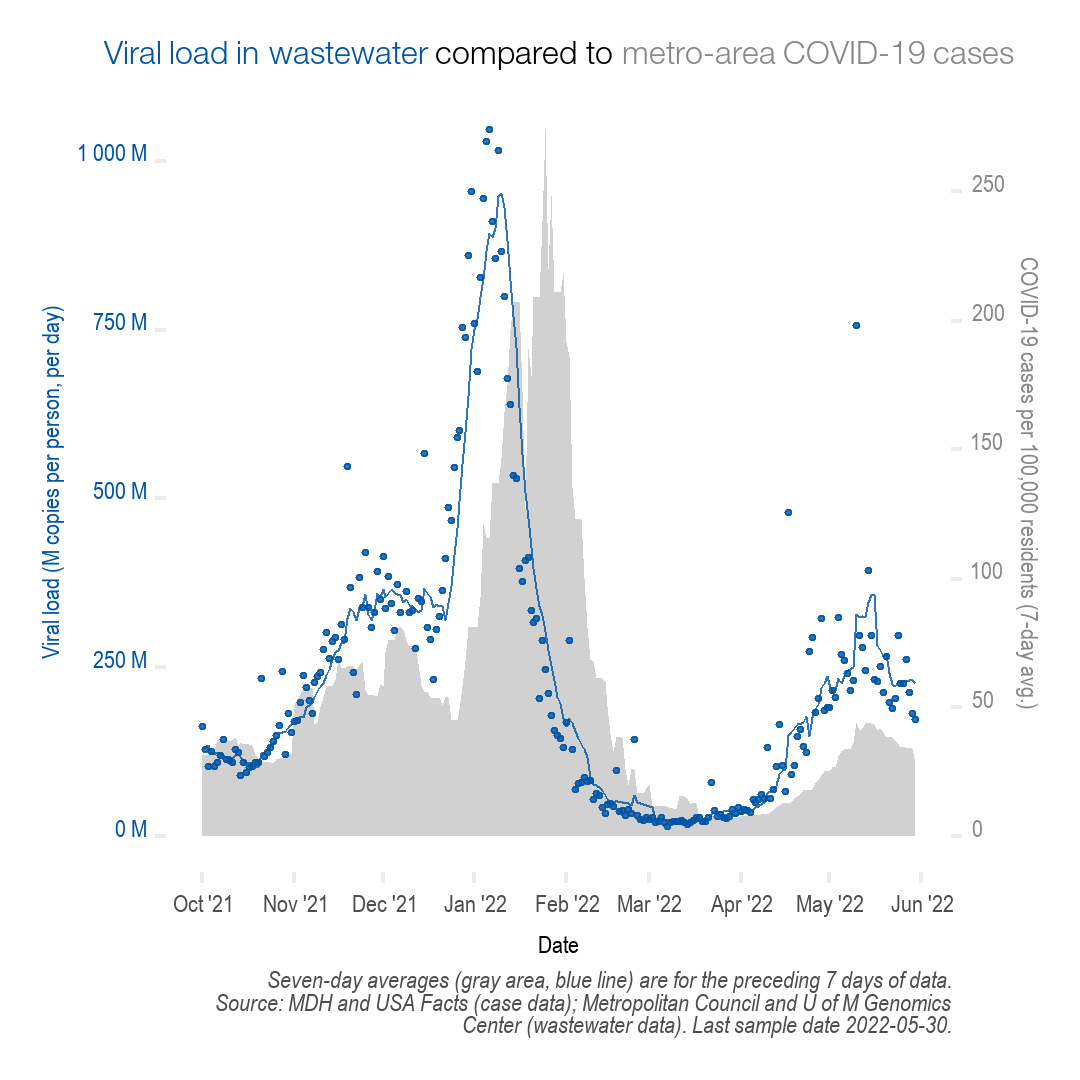 Viral load in wastewater compared to metro-area COVID-19 cases
1 000 M
750 M
500 M
250 M
0 M
Viral load (M copies per person, per day)
250
200
150
100
50
0
COVID-19 cases per 100,000 residents (7-day avg.)
Oct '21 Nov '21 Dec '21 Jan '22 Feb '22 Mar '22 Apr '22 May '22 Jun '22
Date
Seven-day averages (gray area, blue line) are for the preceding 7 days of data.
Source: MDH and USA Facts (case data); Metropolitan Council and U of M Genomics
Center (wastewater data). Last sample date 2022-05-30.